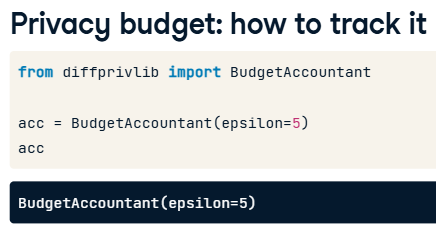 Privacy budget: how to track it
from diffprivlib import BudgetAccountant
acc = BudgetAccountant(epsilon=5)
acc
BudgetAccountant(epsilon=5)